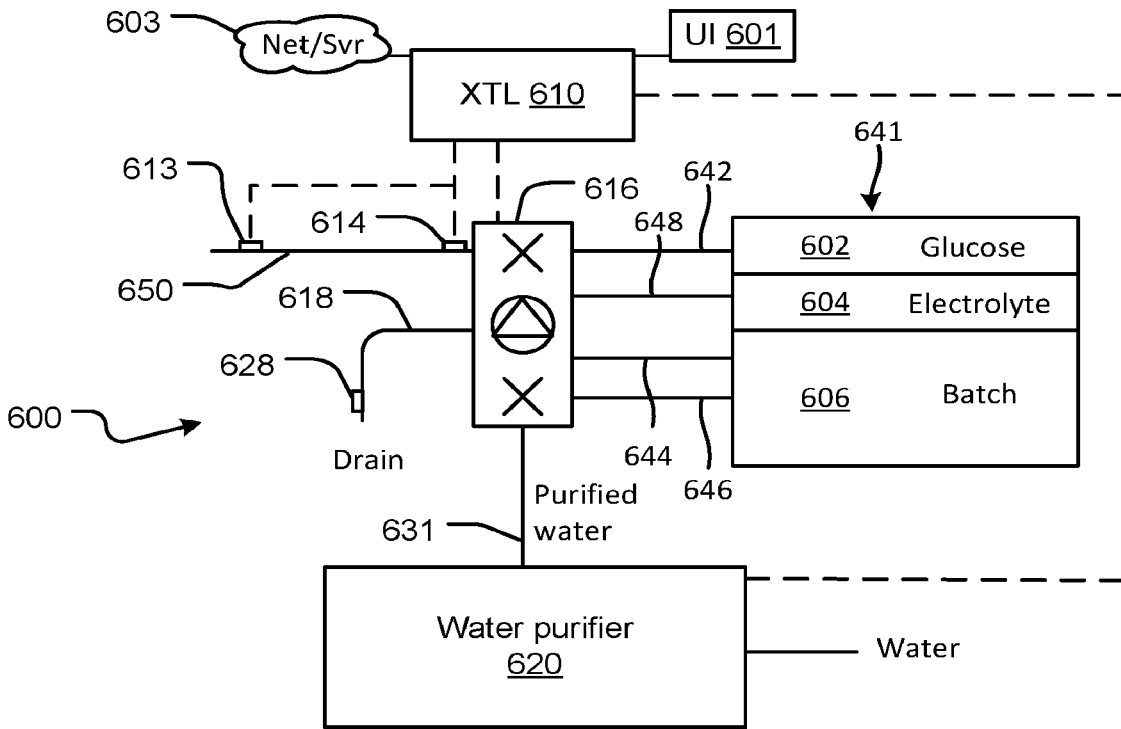 603
Net/Svr
UI 601
XTL 610
641
613
614
616
642
648
602 Glucose
650
618
604 Electrolyte
628
606 Batch
600
Drain
644
646
Purified
water
631
Water purifier
620
Water